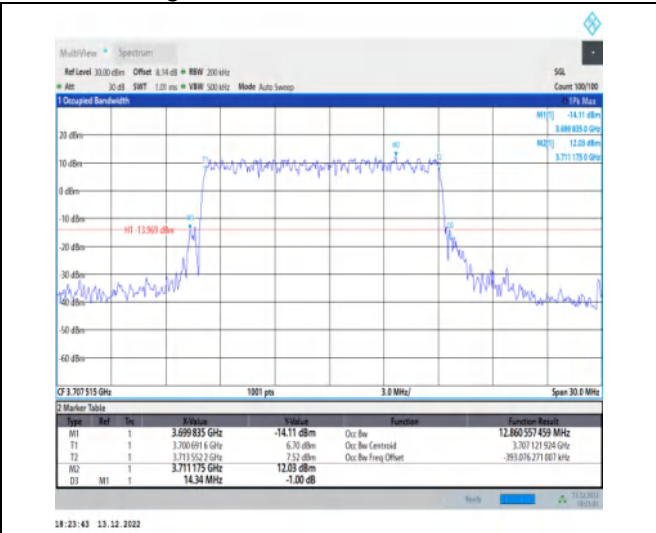 MultiView Spectrum
Ref Level 30.00 dBm Offset 8.14 dB RBW 200 kHz SGL
Att 30 dB SWT 1.01 ms VBW 500 kHz Mode Auto Sweep Count 100/100
1 Occupied Bandwidth 1Pk Max
M1[1] -14.11 dBm
3.699 835 0 GHz
20 dBm M2[1] 12.03 dBm
3.711 175 0 GHz
M2
T1 T2
10 dBm
0 dBm
-10 dBm
M1 D3
H1 -13.969 dBm
-20 dBm
-30 dBm
-40 dBm
-50 dBm
-60 dBm
CF 3.707 515 GHz 1001 pts 3.0 MHz/ Span 30.0 MHz
2 Marker Table
Type Ref Trc X-Value Y-Value Function Function Result
M1 1 3.699 835 GHz -14.11 dBm Occ Bw 12.860 557 459 MHz
T1 1 3.700 691 6 GHz 6.70 dBm Occ Bw Centroid 3.707 121 924 GHz
T2 1 3.713 552 2 GHz 7.52 dBm Occ Bw Freq Offset -393.076 271 007 kHz
M2 1 3.711 175 GHz 12.03 dBm
D3 M1 1 14.34 MHz -1.00 dB
Ready 13.12.2022
18:23:43 13.12.2022